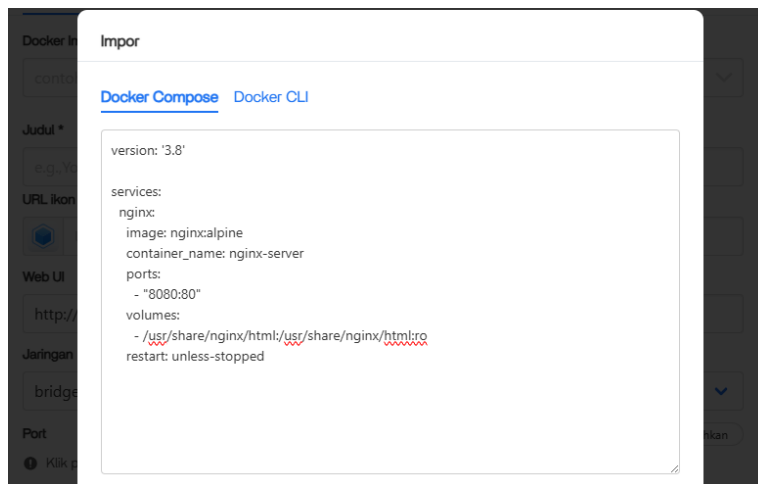 Docker Im
Impor
conto
Docker Compose Docker CLI
Judul *
e.g.,Yo
version: '3.8'
services:
nginx:
image: nginx:alpine
container_name: nginx-server
ports:
- "8080:80"
volumes:
- /usr/share/nginx/html:/usr/share/nginx/html:ro
restart: unless-stopped
URL ikon
Web UI
http://
Jaringan
bridge
Port
hkan
Klik p